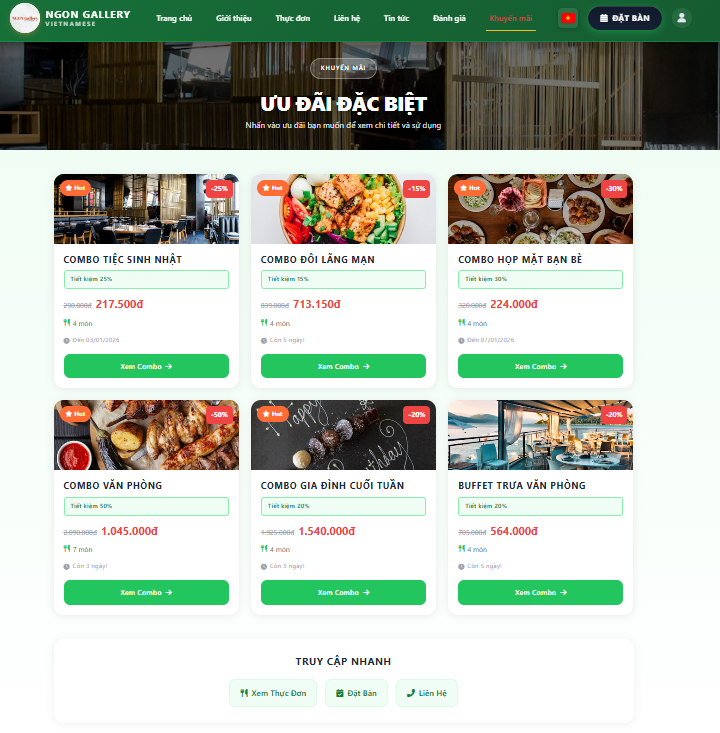 NGON GALLERY
VIETNAMESE
Trang chủ
Giới thiệu
Thực đơn
Liên hệ
Tin tức
Đánh giá
Khuyến mãi
ĐẶT BÀN
KHUYẾN MÃI
ƯU ĐÃI ĐẶC BIỆT
Nhấn vào ưu đãi bạn muốn để xem chi tiết và sử dụng
Hot
-25%
COMBO TIỆC SINH NHẬT
Tiết kiệm 25%
290.000đ 217.500đ
4 món
Đến 03/01/2026
Xem Combo →
Hot
-15%
COMBO ĐÔI LÃNG MẠN
Tiết kiệm 15%
839.000đ 713.150đ
4 món
Còn 5 ngày!
Xem Combo →
Hot
-30%
COMBO HỌP MẶT BẠN BÈ
Tiết kiệm 30%
320.000đ 224.000đ
4 món
Đến 07/01/2026
Xem Combo →
Hot
-50%
COMBO VĂN PHÒNG
Tiết kiệm 50%
2.090.000đ 1.045.000đ
7 món
Còn 3 ngày!
Xem Combo →
Hot
-20%
Happy
Birthday
COMBO GIA ĐÌNH CUỐI TUẦN
Tiết kiệm 20%
1.925.000đ 1.540.000đ
4 món
Còn 5 ngày!
Xem Combo →
-20%
BUFFET TRƯA VĂN PHÒNG
Tiết kiệm 20%
705.000đ 564.000đ
4 món
Còn 5 ngày!
Xem Combo →
TRUY CẬP NHANH
Xem Thực Đơn
Đặt Bàn
Liên Hệ